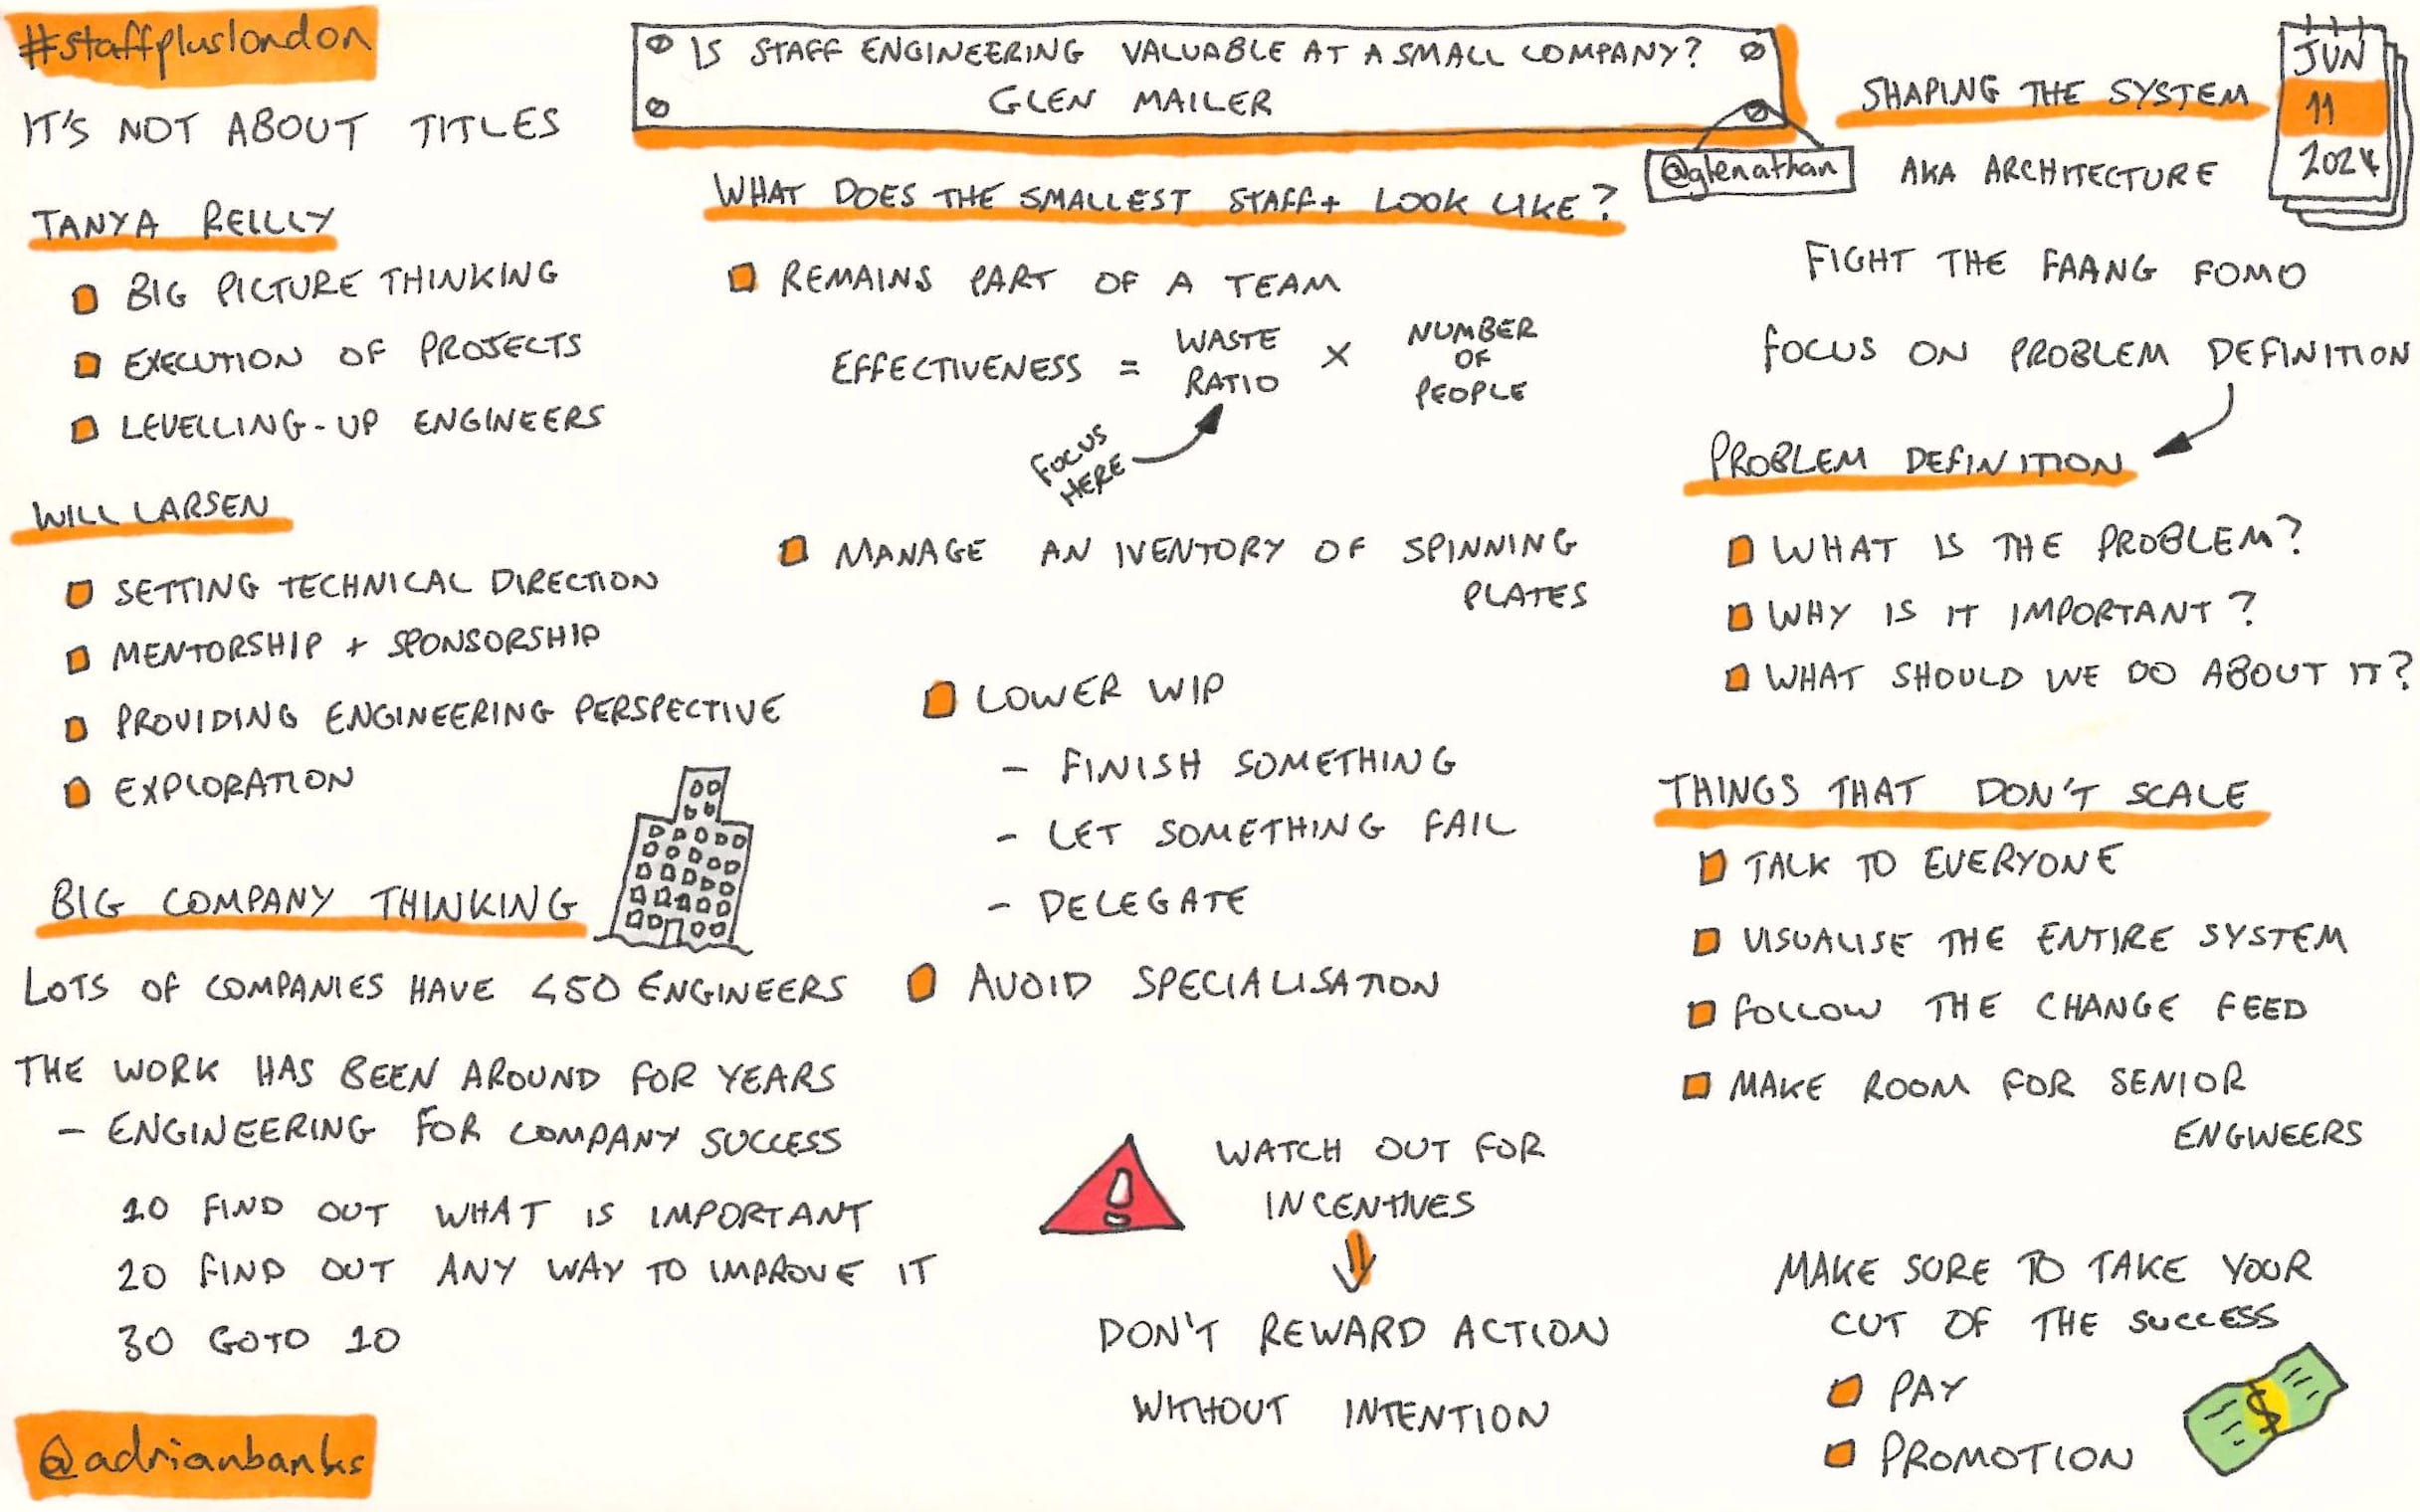 #staffpluslondon
IT'S NOT ABOUT TITLES
TANYA REILLY
BIG PICTURE THINKING
EXECUTION OF PROJECTS
LEVELLING-UP ENGINEERS
WILL LARSEN
SETTING TECHNICAL DIRECTION
MENTORSHIP + SPONSORSHIP
PROVIDING ENGINEERING PERSPECTIVE
EXPLORATION
BIG COMPANY THINKING
LOTS OF COMPANIES HAVE <50 ENGINEERS
THE WORK HAS BEEN AROUND FOR YEARS
- ENGINEERING FOR COMPANY SUCCESS
10 FIND OUT WHAT IS IMPORTANT
20 FIND OUT ANY WAY TO IMPROVE IT
30 GOTO 10
@adrianbanks
IS STAFF ENGINEERING VALUABLE AT A SMALL COMPANY?
GLEN MAILER
@glenathan
WHAT DOES THE SMALLEST STAFF+ LOOK LIKE?
REMAINS PART OF A TEAM
EFFECTIVENESS = WASTE RATIO × NUMBER OF PEOPLE
FOCUS
HERE
MANAGE AN IVENTORY OF SPINNING
PLATES
LOWER WIP
- FINISH SOMETHING
- LET SOMETHING FAIL
- DELEGATE
AVOID SPECIALISATION
!
WATCH OUT FOR
INCENTIVES
DON'T REWARD ACTION
WITHOUT INTENTION
SHAPING THE SYSTEM
AKA ARCHITECTURE
JUN
11
2024
FIGHT THE FAANG FOMO
FOCUS ON PROBLEM DEFINITION
PROBLEM DEFINITION
WHAT IS THE PROBLEM?
WHY IS IT IMPORTANT?
WHAT SHOULD WE DO ABOUT IT?
THINGS THAT DON'T SCALE
TALK TO EVERYONE
VISUALISE THE ENTIRE SYSTEM
FOLLOW THE CHANGE FEED
MAKE ROOM FOR SENIOR
ENGINEERS
MAKE SURE TO TAKE YOUR
CUT OF THE SUCCESS
PAY
PROMOTION
$